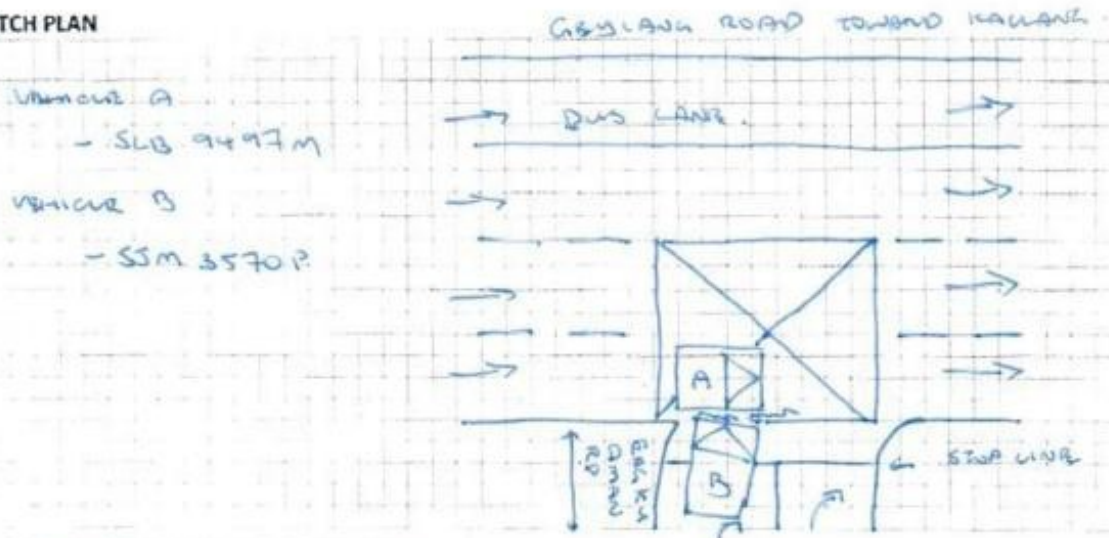 TCH PLAN
GEYLANG ROAD TOWARD KALLANG
VEHICLE A
- SLB 9497M
VEHICLE B
- SJM 3570P
BUS LANE
A
B
STOP LINE